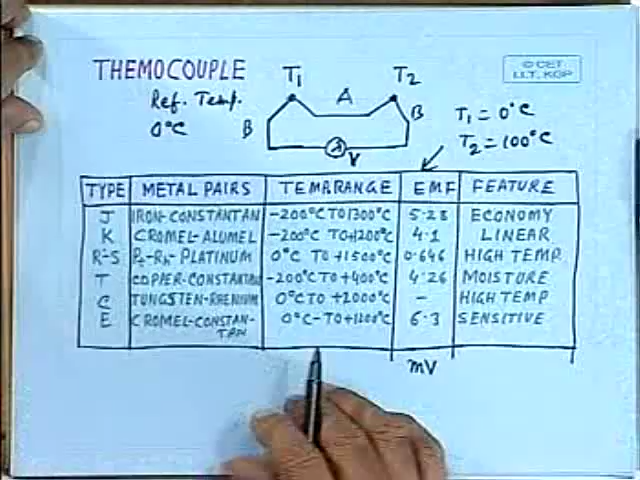 THEMOCOUPLE
© CET
I.I.T. KGP
T1 T2
Ref. Temp.
0°C
A
B B
V
T1 = 0°C
T2 = 100°C
TYPE METAL PAIRS TEMP.RANGE EMF FEATURE
J IRON-CONSTANTAN -200°C TO 1300°C 5.28 ECONOMY
K CROMEL-ALUMEL -200°C TO +1200°C 4.1 LINEAR
R-S Pt-Rh-PLATINUM 0°C TO +1500°C 0.646 HIGH TEMP.
T COPPER-CONSTANTAN -200°C TO +400°C 4.26 MOISTURE
C TUNGSTEN-RHENIUM 0°C TO +2000°C - HIGH TEMP
E CROMEL-CONSTAN- 0°C-TO+1200°C 6.3 SENSITIVE
TAN
mV